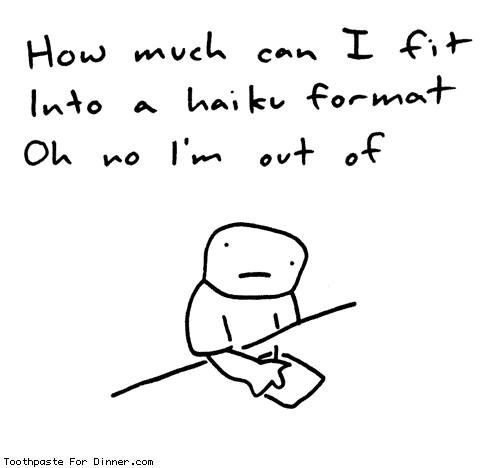 How much can I fit
Into a haiku format
Oh no I'm out of
Toothpaste For Dinner.com